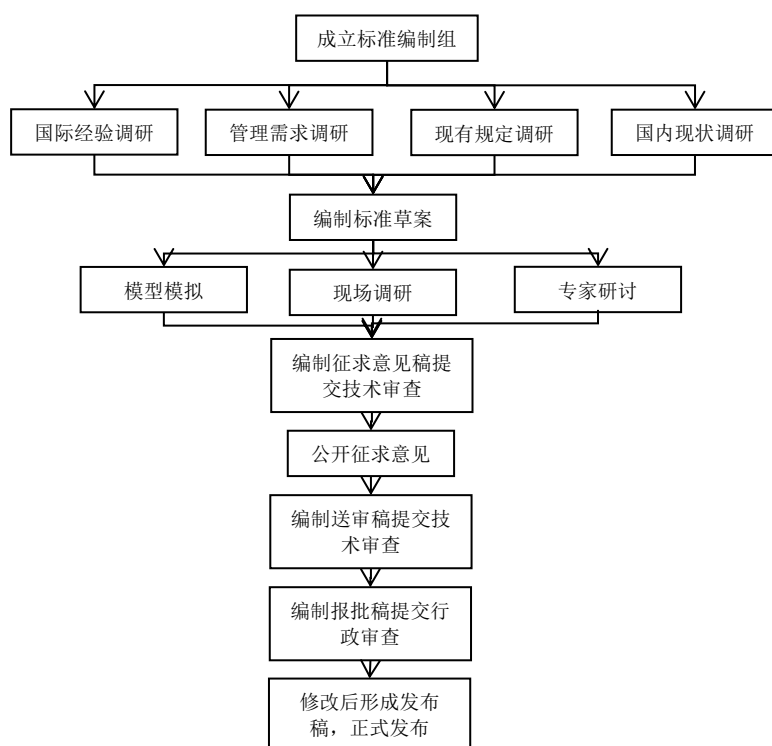 成立标准编制组
国际经验调研
管理需求调研
现有规定调研
国内现状调研
编制标准草案
模型模拟
现场调研
专家研讨
编制征求意见稿提
交技术审查
公开征求意见
编制送审稿提交技
术审查
编制报批稿提交行
政审查
修改后形成发布
稿，正式发布